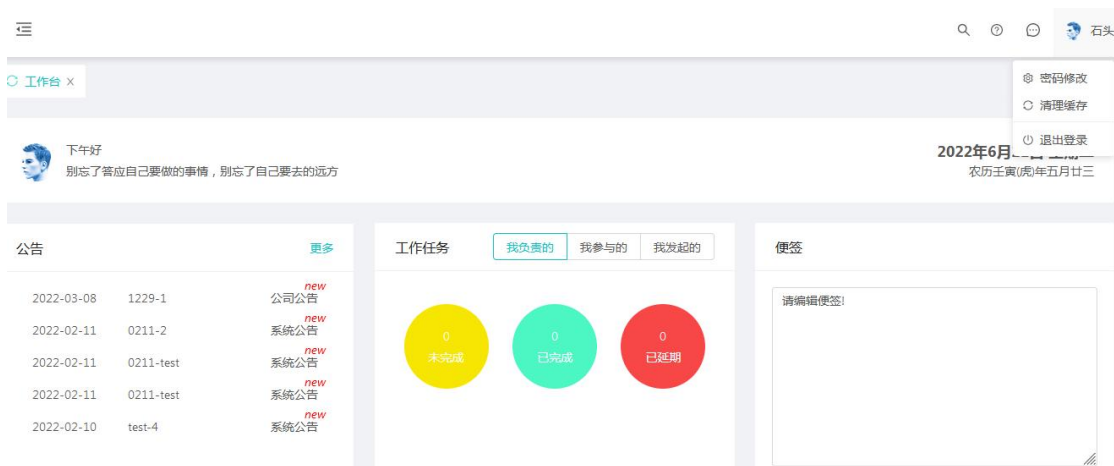 石头
工作台 x
密码修改
清理缓存
退出登录
下午好
别忘了答应自己要做的事情，别忘了自己要去的远方
2022年6月
农历壬寅(虎)年五月廿三
公告 更多
2022-03-08 1229-1 公司公告 new
2022-02-11 0211-2 系统公告 new
2022-02-11 0211-test 系统公告 new
2022-02-11 0211-test 系统公告 new
2022-02-10 test-4 系统公告 new
工作任务 我负责的 我参与的 我发起的
0
未完成
0
已完成
0
已延期
便签
请编辑便签!